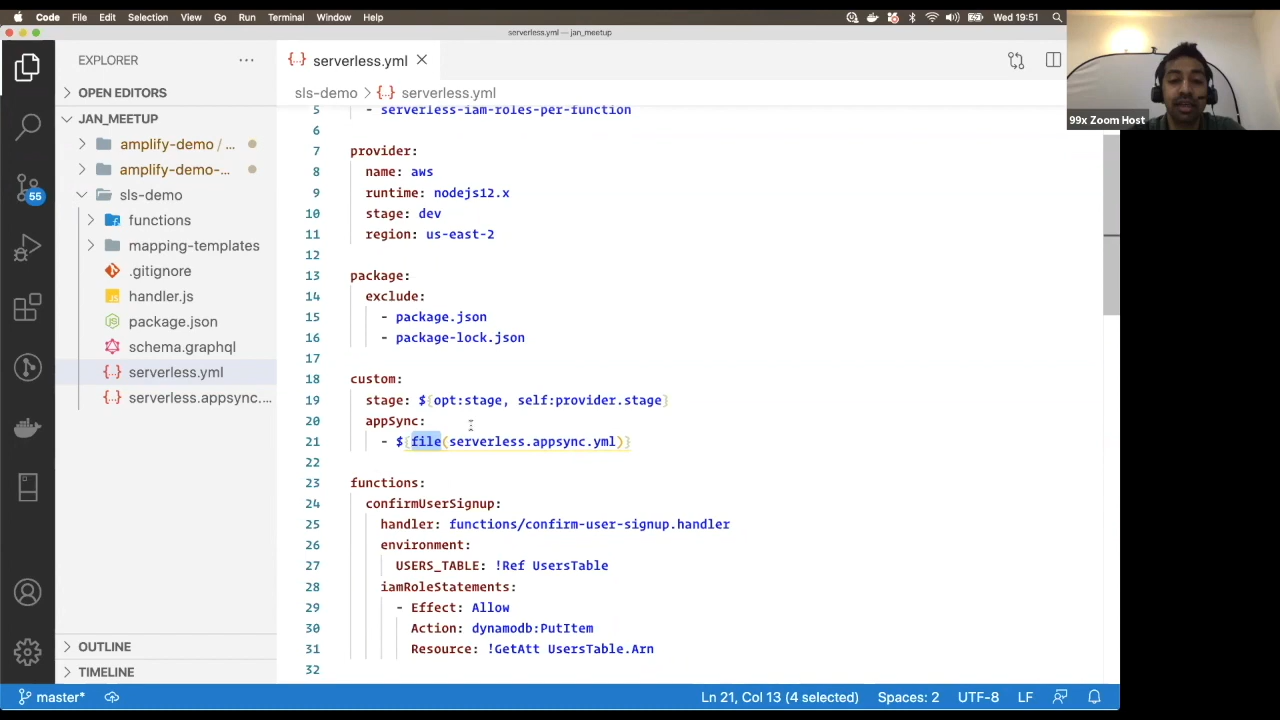 Code File Edit Selection View Go Run Terminal Window Help Wed 19:51
serverless.yml — jan_meetup
EXPLORER
serverless.yml
OPEN EDITORS
sls-demo > serverless.yml
99x Zoom Host
JAN_MEETUP
amplify-demo / ...
amplify-demo-...
sls-demo
functions
mapping-templates
.gitignore
handler.js
package.json
schema.graphql
serverless.yml
serverless.appsync....
OUTLINE
TIMELINE
55
5 - serverless-iam-roles-per-function
6
7 provider:
8 name: aws
9 runtime: nodejs12.x
10 stage: dev
11 region: us-east-2
12
13 package:
14 exclude:
15 - package.json
16 - package-lock.json
17
18 custom:
19 stage: ${opt:stage, self:provider.stage}
20 appSync:
21 - ${file(serverless.appsync.yml)}
22
23 functions:
24 confirmUserSignup:
25 handler: functions/confirm-user-signup.handler
26 environment:
27 USERS_TABLE: !Ref UsersTable
28 iamRoleStatements:
29 - Effect: Allow
30 Action: dynamodb:PutItem
31 Resource: !GetAtt UsersTable.Arn
32
master* Ln 21, Col 13 (4 selected) Spaces: 2 UTF-8 LF